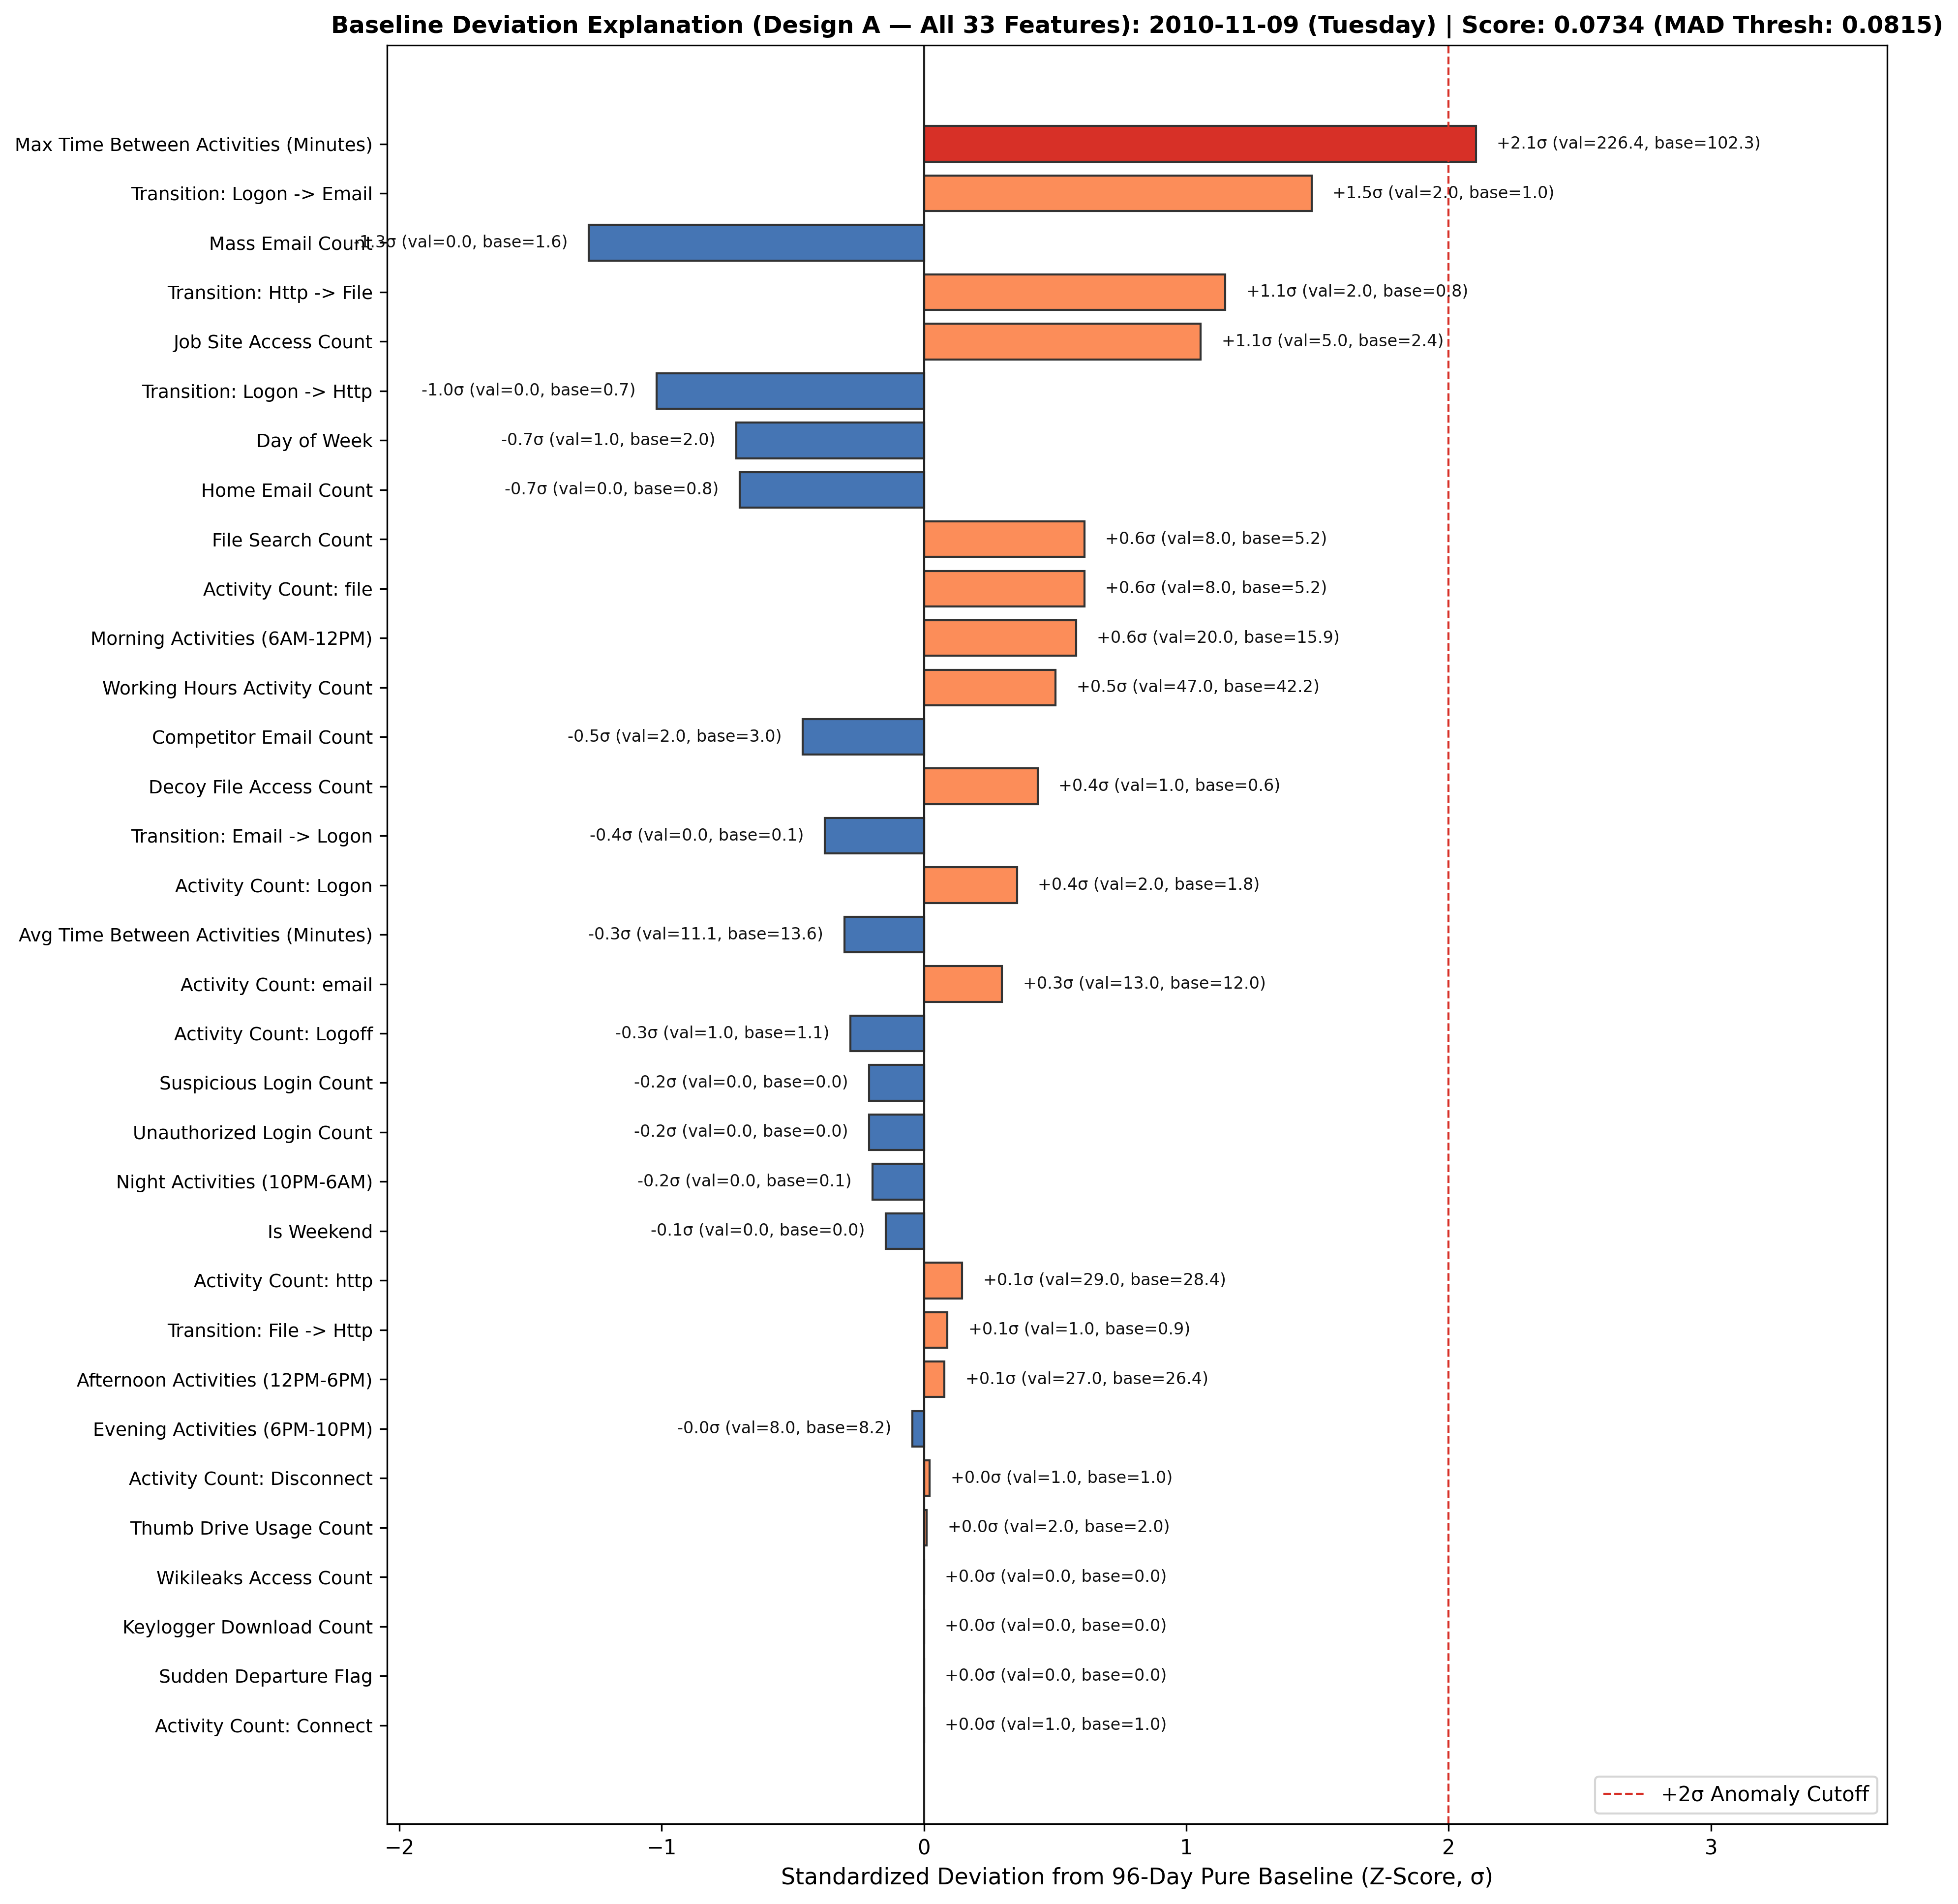 Baseline Deviation Explanation (Design A — All 33 Features): 2010-11-09 (Tuesday) | Score: 0.0734 (MAD Thresh: 0.0815)
Max Time Between Activities (Minutes) +2.1σ (val=226.4, base=102.3)
Transition: Logon -> Email +1.5σ (val=2.0, base=1.0)
Mass Email Count -1.3σ (val=0.0, base=1.6)
Transition: Http -> File +1.1σ (val=2.0, base=0.8)
Job Site Access Count +1.1σ (val=5.0, base=2.4)
Transition: Logon -> Http -1.0σ (val=0.0, base=0.7)
Day of Week -0.7σ (val=1.0, base=2.0)
Home Email Count -0.7σ (val=0.0, base=0.8)
File Search Count +0.6σ (val=8.0, base=5.2)
Activity Count: file +0.6σ (val=8.0, base=5.2)
Morning Activities (6AM-12PM) +0.6σ (val=20.0, base=15.9)
Working Hours Activity Count +0.5σ (val=47.0, base=42.2)
Competitor Email Count -0.5σ (val=2.0, base=3.0)
Decoy File Access Count +0.4σ (val=1.0, base=0.6)
Transition: Email -> Logon -0.4σ (val=0.0, base=0.1)
Activity Count: Logon +0.4σ (val=2.0, base=1.8)
Avg Time Between Activities (Minutes) -0.3σ (val=11.1, base=13.6)
Activity Count: email +0.3σ (val=13.0, base=12.0)
Activity Count: Logoff -0.3σ (val=1.0, base=1.1)
Suspicious Login Count -0.2σ (val=0.0, base=0.0)
Unauthorized Login Count -0.2σ (val=0.0, base=0.0)
Night Activities (10PM-6AM) -0.2σ (val=0.0, base=0.1)
Is Weekend -0.1σ (val=0.0, base=0.0)
Activity Count: http +0.1σ (val=29.0, base=28.4)
Transition: File -> Http +0.1σ (val=1.0, base=0.9)
Afternoon Activities (12PM-6PM) +0.1σ (val=27.0, base=26.4)
Evening Activities (6PM-10PM) -0.0σ (val=8.0, base=8.2)
Activity Count: Disconnect +0.0σ (val=1.0, base=1.0)
Thumb Drive Usage Count +0.0σ (val=2.0, base=2.0)
Wikileaks Access Count +0.0σ (val=0.0, base=0.0)
Keylogger Download Count +0.0σ (val=0.0, base=0.0)
Sudden Departure Flag +0.0σ (val=0.0, base=0.0)
Activity Count: Connect +0.0σ (val=1.0, base=1.0)
+2σ Anomaly Cutoff
−2 −1 0 1 2 3
Standardized Deviation from 96-Day Pure Baseline (Z-Score, σ)